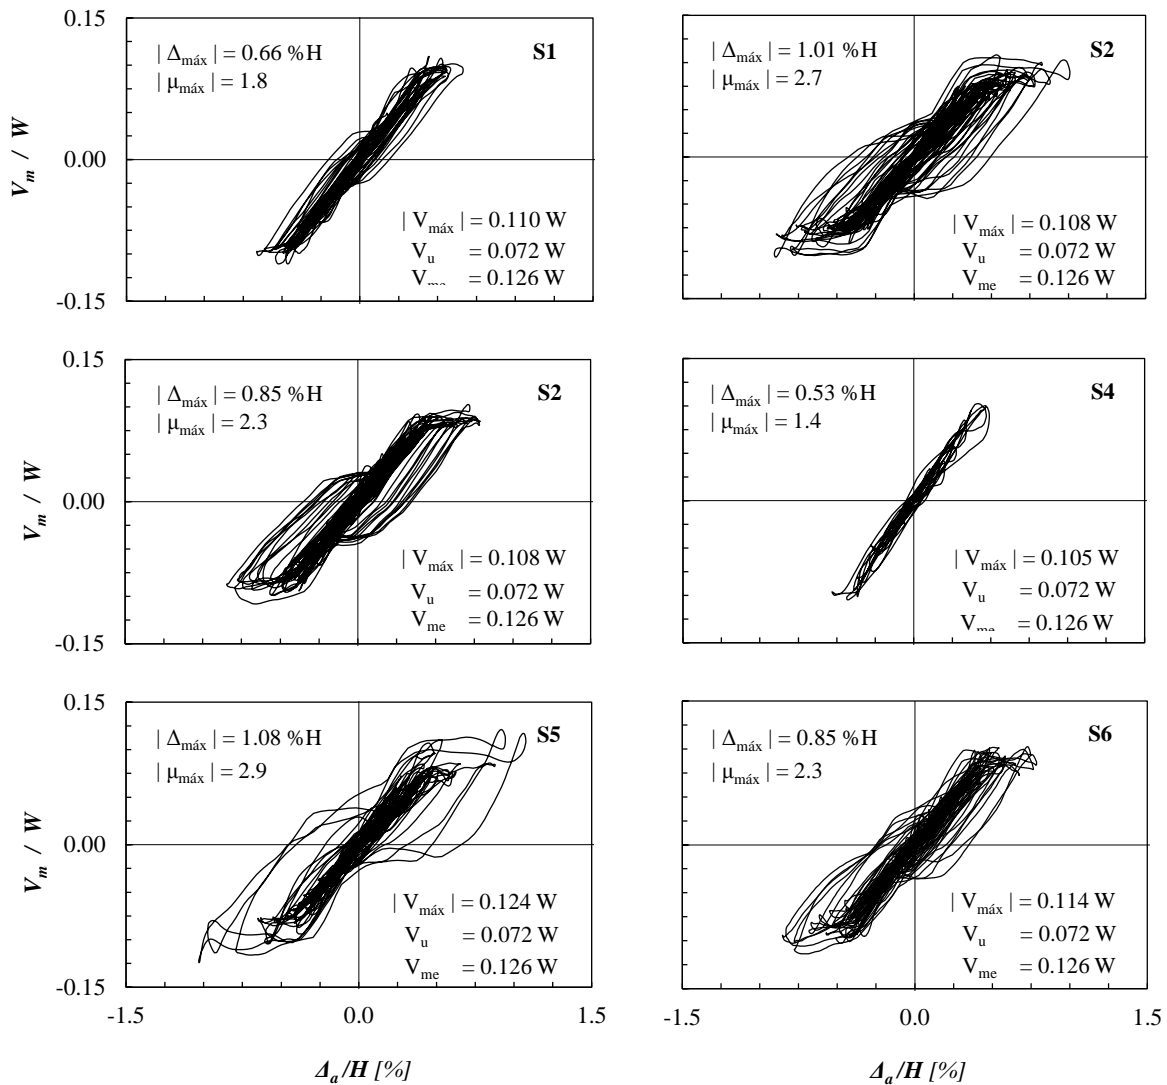 0.15
| Δmáx | = 0.66 %H
| μmáx | = 1.8
S1
0.00
Vm / W
| Vmáx | = 0.110 W
Vu = 0.072 W
Vme = 0.126 W
-0.15
| Δmáx | = 1.01 %H
| μmáx | = 2.7
S2
| Vmáx | = 0.108 W
Vu = 0.072 W
Vme = 0.126 W
0.15
| Δmáx | = 0.85 %H
| μmáx | = 2.3
S2
0.00
Vm / W
| Vmáx | = 0.108 W
Vu = 0.072 W
Vme = 0.126 W
-0.15
| Δmáx | = 0.53 %H
| μmáx | = 1.4
S4
| Vmáx | = 0.105 W
Vu = 0.072 W
Vme = 0.126 W
0.15
| Δmáx | = 1.08 %H
| μmáx | = 2.9
S5
0.00
Vm / W
| Vmáx | = 0.124 W
Vu = 0.072 W
Vme = 0.126 W
-0.15
-1.5 0.0 1.5
Δa/H [%]
| Δmáx | = 0.85 %H
| μmáx | = 2.3
S6
| Vmáx | = 0.114 W
Vu = 0.072 W
Vme = 0.126 W
-1.5 0.0 1.5
Δa/H [%]